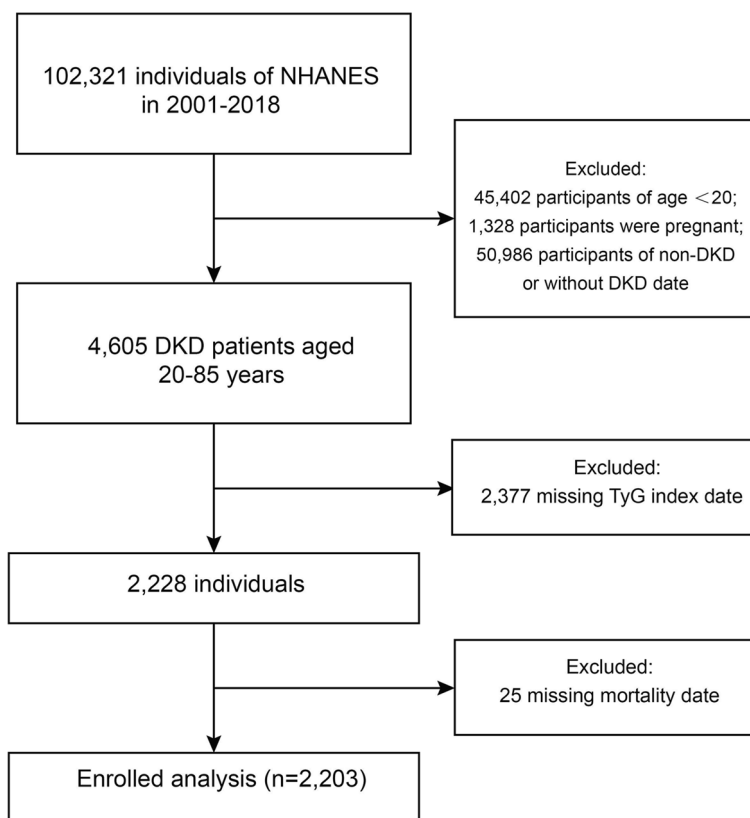 102,321 individuals of NHANES
in 2001-2018
Excluded:
45,402 participants of age <20;
1,328 participants were pregnant;
50,986 participants of non-DKD
or without DKD date
4,605 DKD patients aged
20-85 years
Excluded:
2,377 missing TyG index date
2,228 individuals
Excluded:
25 missing mortality date
Enrolled analysis (n=2,203)